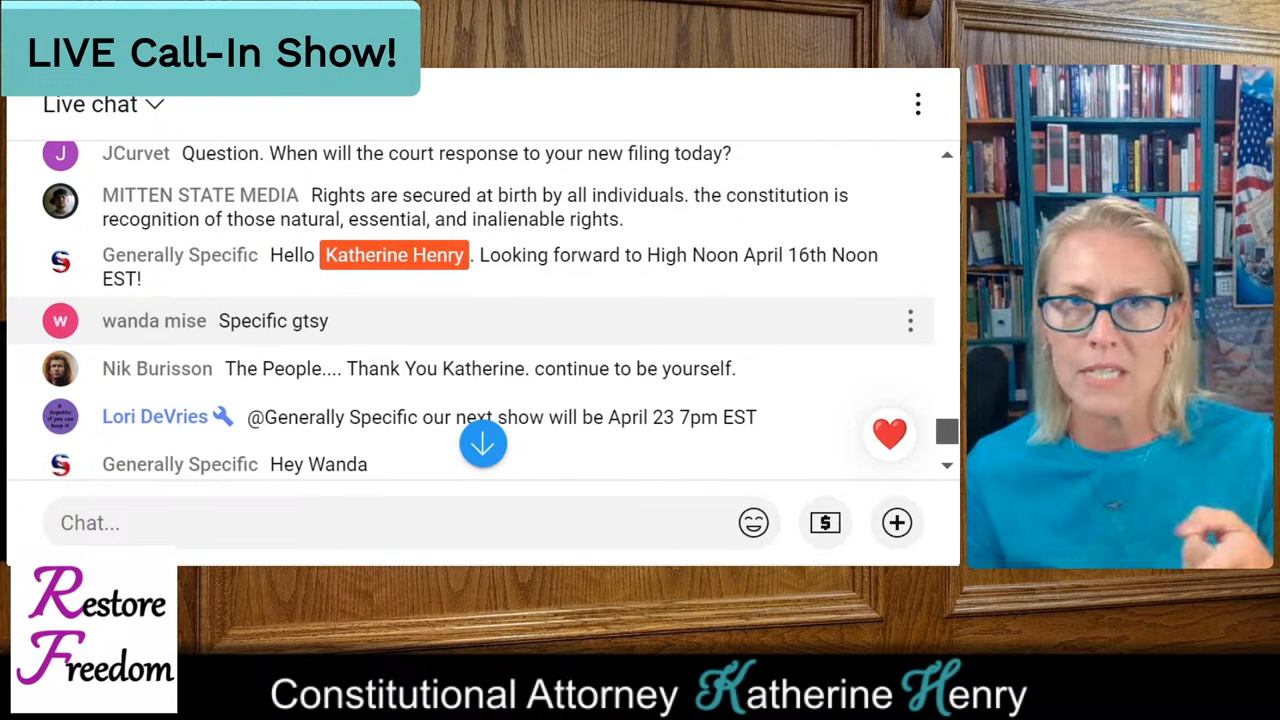 LIVE Call-In Show!
Live chat
J
JCurvet Question. When will the court response to your new filing today?
MITTEN STATE MEDIA Rights are secured at birth by all individuals. the constitution is
recognition of those natural, essential, and inalienable rights.
Generally Specific Hello Katherine Henry. Looking forward to High Noon April 16th Noon
EST!
w
wanda mise Specific gtsy
Nik Burisson The People.... Thank You Katherine. continue to be yourself.
Lori DeVries @Generally Specific our next show will be April 23 7pm EST
Generally Specific Hey Wanda
Chat...
$
Restore
Freedom
Constitutional Attorney Katherine Henry